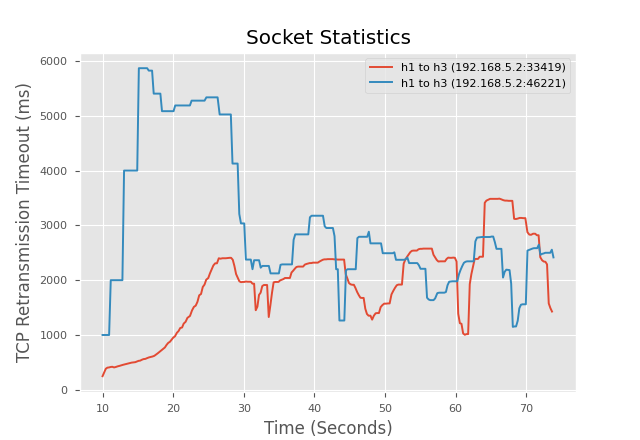 Socket Statistics
h1 to h3 (192.168.5.2:33419)
h1 to h3 (192.168.5.2:46221)
TCP Retransmission Timeout (ms)
6000
5000
4000
3000
2000
1000
0
10 20 30 40 50 60 70
Time (Seconds)